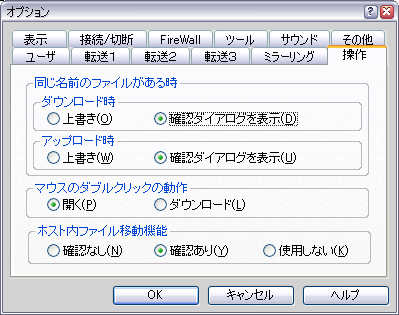 オプション
表示 接続/切断 FireWall ツール サウンド その他
ユーザ 転送1 転送2 転送3 ミラーリング 操作
同じ名前のファイルがある時
ダウンロード時
上書き(O) 確認ダイアログを表示(D)
アップロード時
上書き(W) 確認ダイアログを表示(U)
マウスのダブルクリックの動作
開く(P) ダウンロード(L)
ホスト内ファイル移動機能
確認なし(N) 確認あり(Y) 使用しない(K)
OK キャンセル ヘルプ